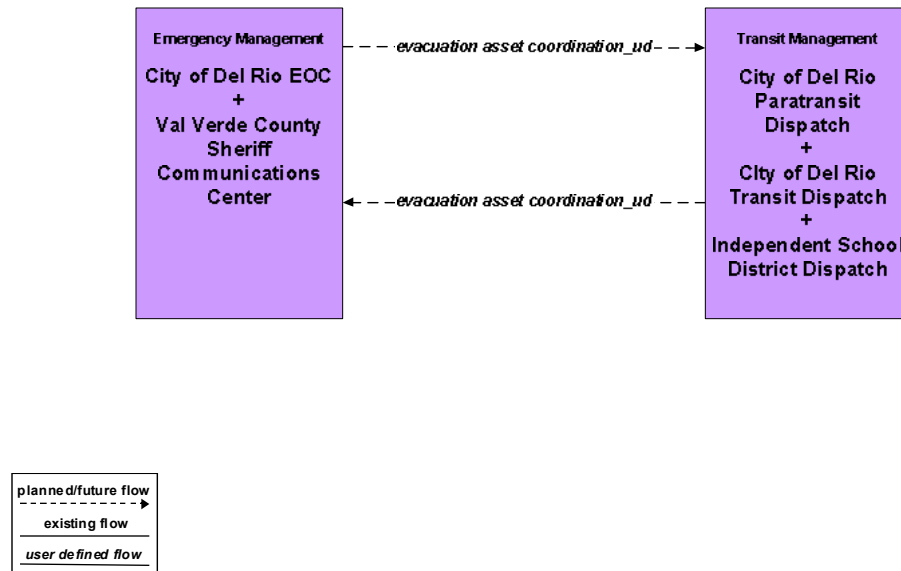 Emergency Management
City of Del Rio EOC
+
Val Verde County
Sheriff
Communications
Center
evacuation asset coordination_ud
evacuation asset coordination_ud
Transit Management
City of Del Rio
Paratransit
Dispatch
+
CIty of Del Rio
Transit Dispatch
+
Independent School
District Dispatch
planned/future flow
existing flow
user defined flow